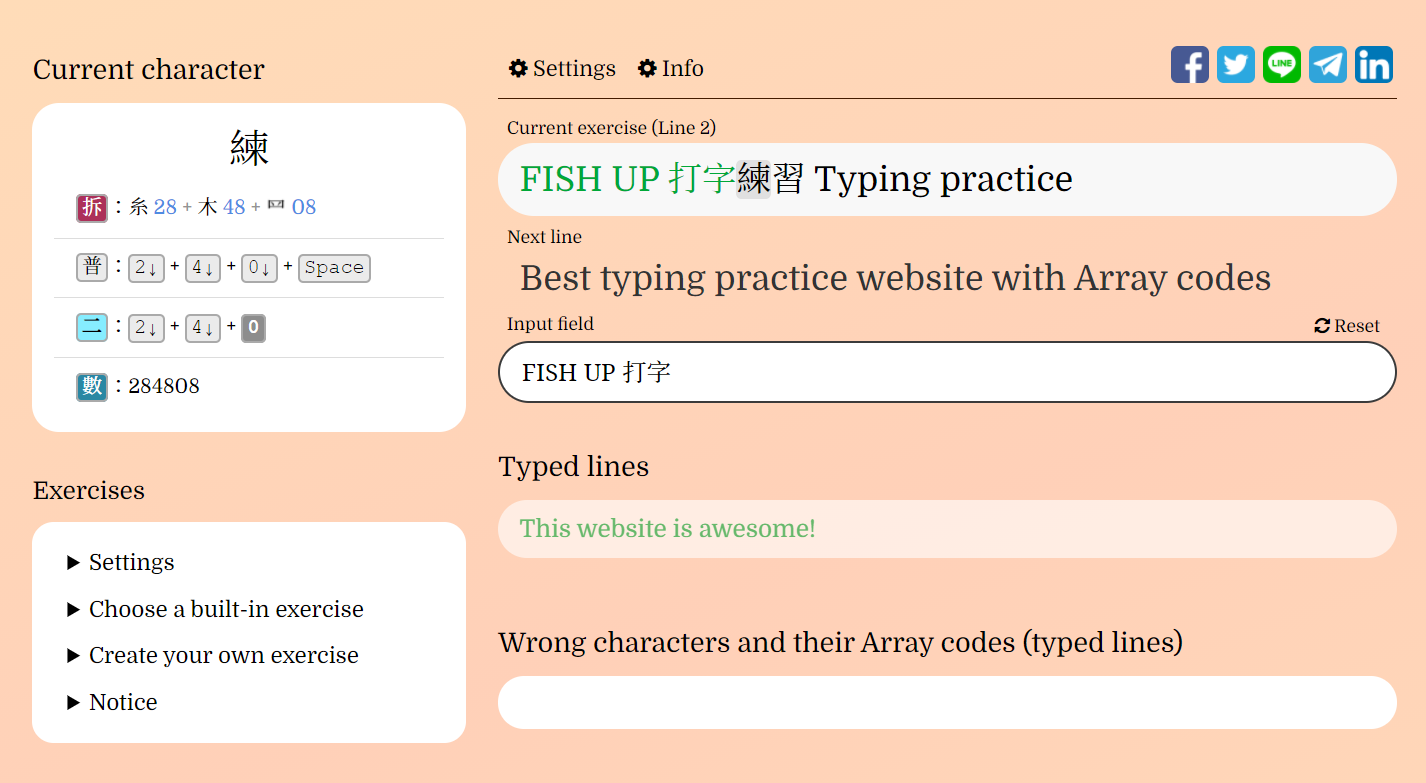 Current character
練
拆：糸 28 + 木 48 + 罒 08
普：2↓ + 4↓ + 0↓ + Space
二：2↓ + 4↓ + 0
數：284808
Exercises
▶ Settings
▶ Choose a built-in exercise
▶ Create your own exercise
▶ Notice
Settings Info
LINE
in
Current exercise (Line 2)
FISH UP 打字練習 Typing practice
Next line
Best typing practice website with Array codes
Input field
Reset
FISH UP 打字
Typed lines
This website is awesome!
Wrong characters and their Array codes (typed lines)